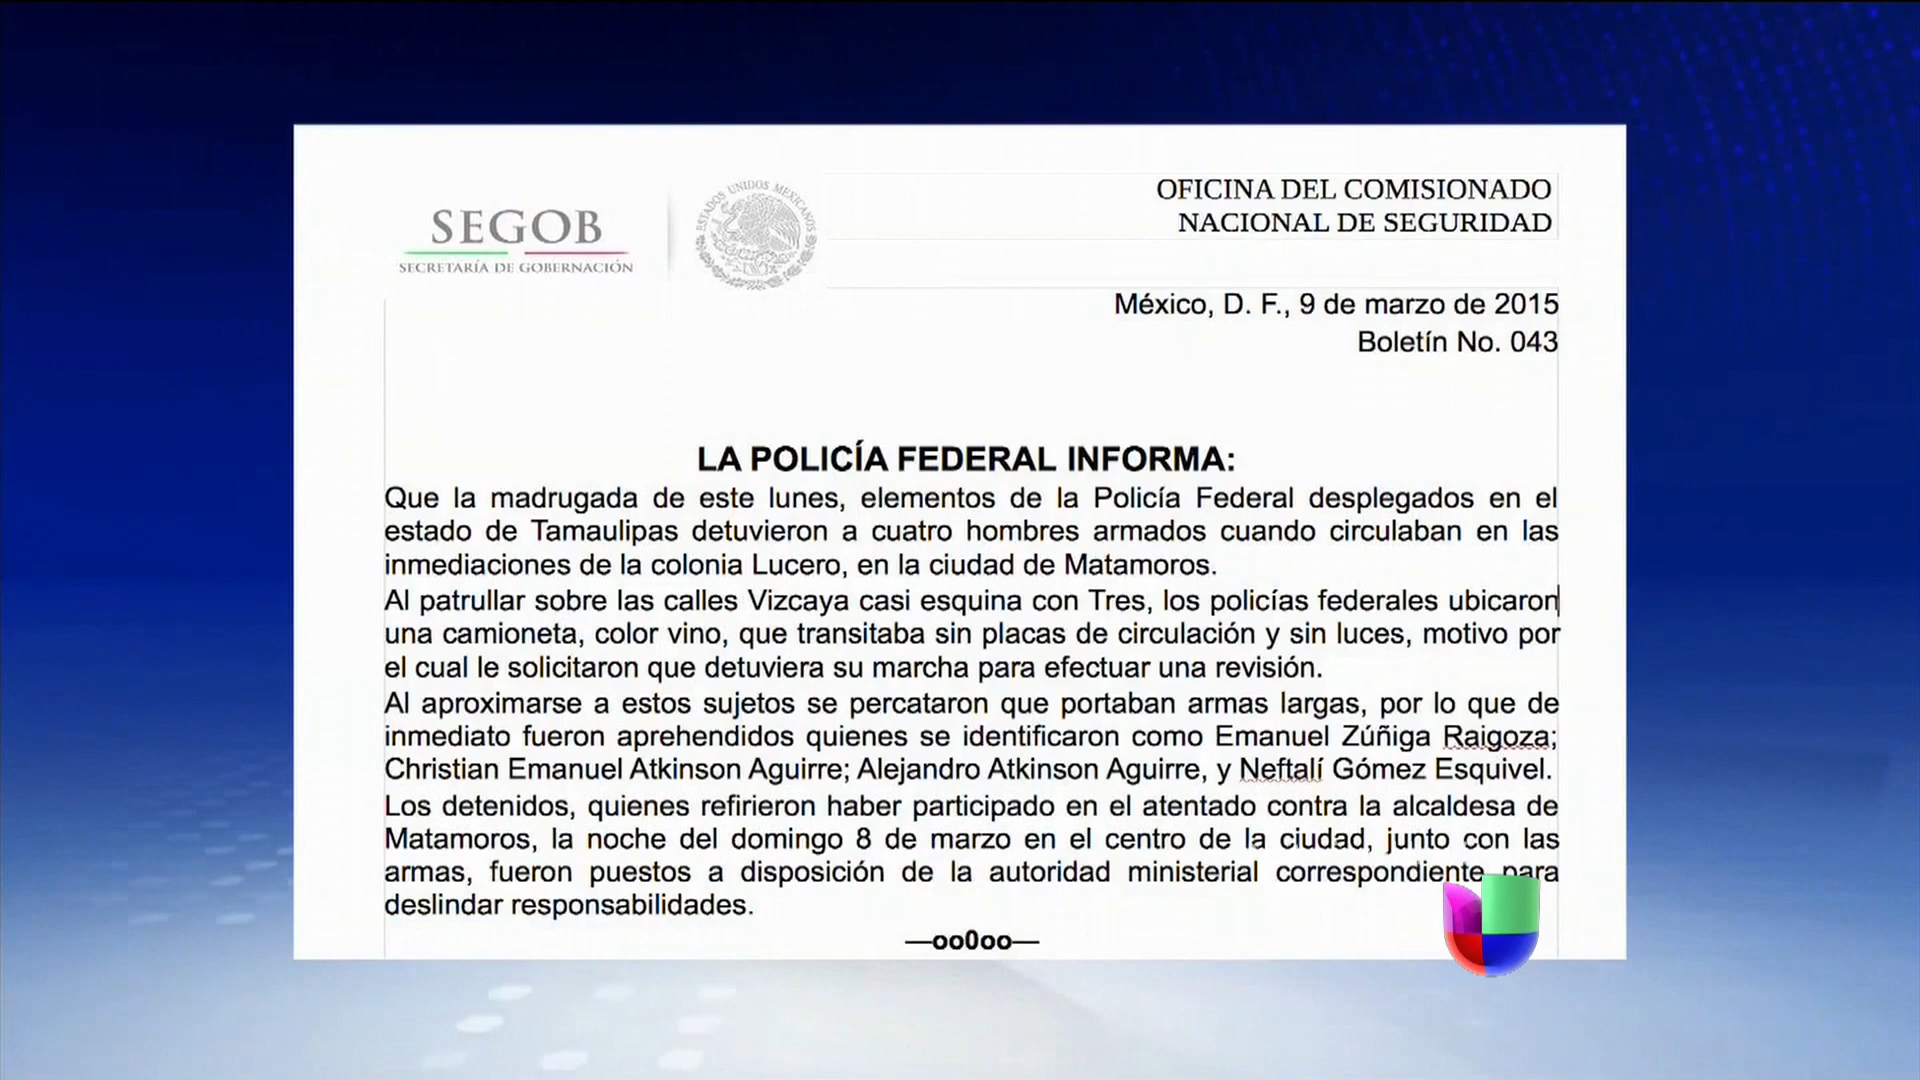 SEGOB
SECRETARÍA DE GOBERNACIÓN
ESTADOS UNIDOS MEXICANOS
OFICINA DEL COMISIONADO
NACIONAL DE SEGURIDAD
México, D. F., 9 de marzo de 2015
Boletín No. 043
LA POLICÍA FEDERAL INFORMA:
Que la madrugada de este lunes, elementos de la Policía Federal desplegados en el
estado de Tamaulipas detuvieron a cuatro hombres armados cuando circulaban en las
inmediaciones de la colonia Lucero, en la ciudad de Matamoros.
Al patrullar sobre las calles Vizcaya casi esquina con Tres, los policías federales ubicaron
una camioneta, color vino, que transitaba sin placas de circulación y sin luces, motivo por
el cual le solicitaron que detuviera su marcha para efectuar una revisión.
Al aproximarse a estos sujetos se percataron que portaban armas largas, por lo que de
inmediato fueron aprehendidos quienes se identificaron como Emanuel Zúñiga Raigoza;
Christian Emanuel Atkinson Aguirre; Alejandro Atkinson Aguirre, y Neftalí Gómez Esquivel.
Los detenidos, quienes refirieron haber participado en el atentado contra la alcaldesa de
Matamoros, la noche del domingo 8 de marzo en el centro de la ciudad, junto con las
armas, fueron puestos a disposición de la autoridad ministerial correspondiente para
deslindar responsabilidades.
—oo0oo—